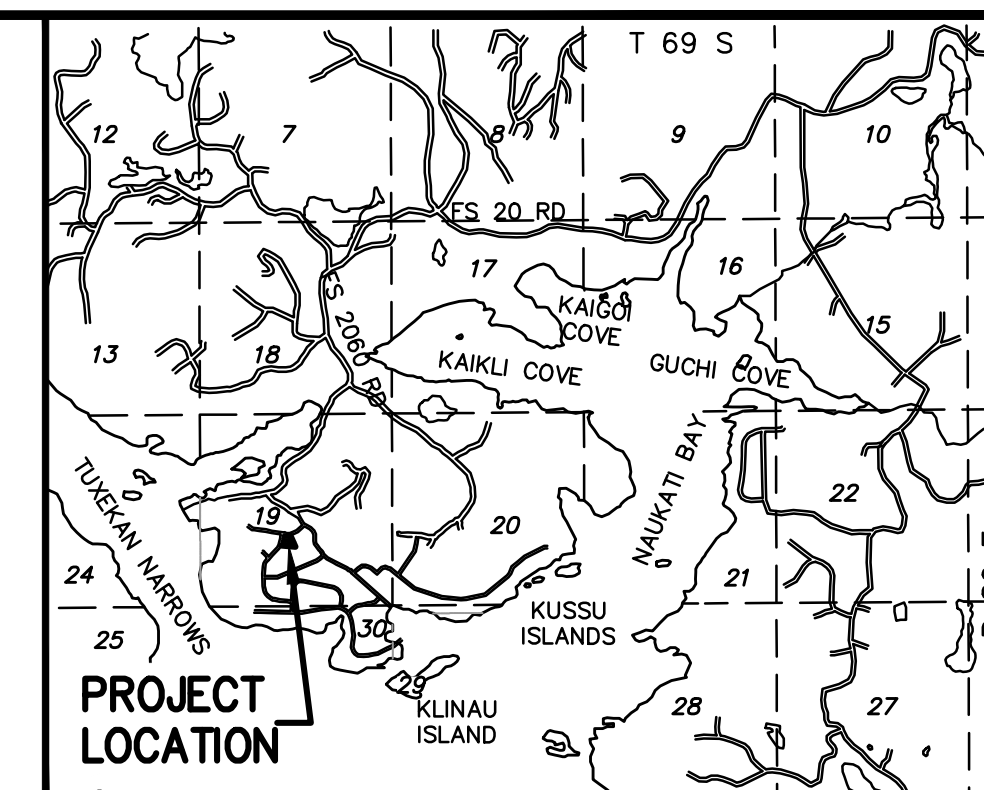 T 69 S
12
7
8
9
10
FS 20 RD
17
16
KAIGOI
COVE
15
FS 2060 RD
13
18
KAIKLI COVE
GUCHI COVE
TUXEKAN NARROWS
NAUKATI BAY
22
19
20
24
21
25
KUSSU
ISLANDS
30
29
PROJECT
LOCATION
KLINAU
ISLAND
28
27